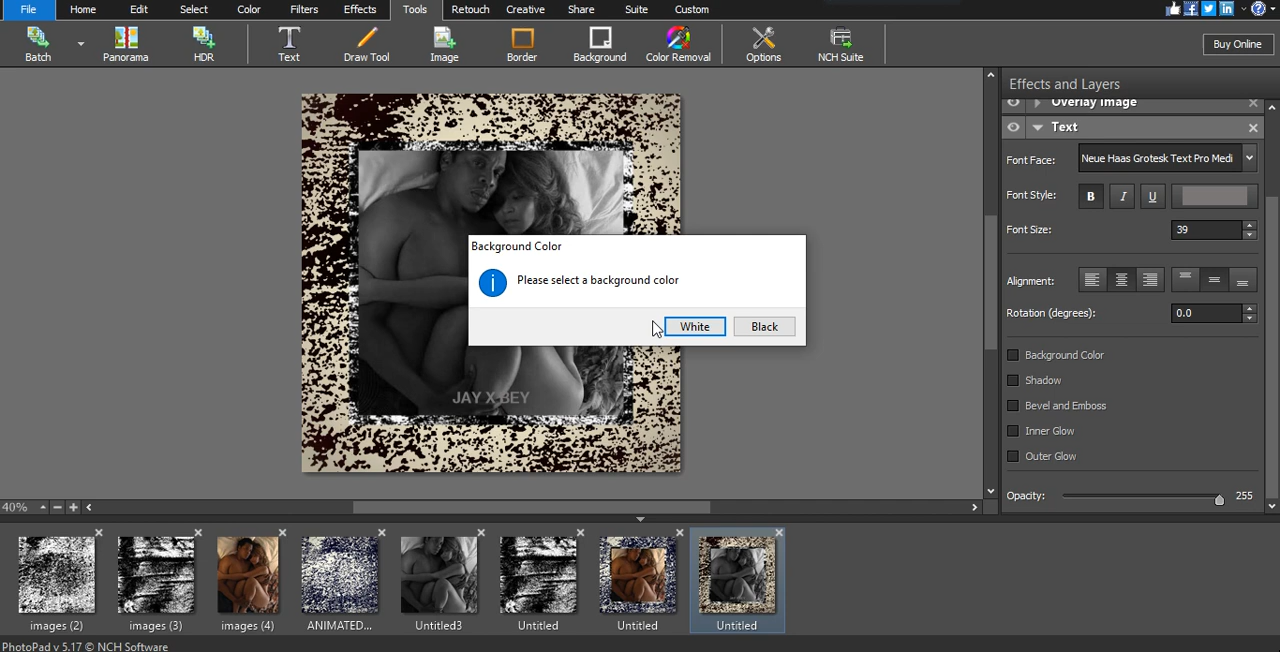 File Home Edit Select Color Filters Effects Tools Retouch Creative Share Suite Custom
Batch Panorama HDR Text Draw Tool Image Border Background Color Removal Options NCH Suite Buy Online
Effects and Layers
Overlay Image
Text
Font Face: Neue Haas Grotesk Text Pro Medi
Font Style: B I U
Font Size: 39
Alignment:
Rotation (degrees): 0.0
Background Color
Shadow
Bevel and Emboss
Inner Glow
Outer Glow
Opacity: 255
Background Color
Please select a background color
White Black
JAY X BEY
40%
images (2) images (3) images (4) ANIMATED... Untitled3 Untitled Untitled Untitled
PhotoPad v 5.17 © NCH Software